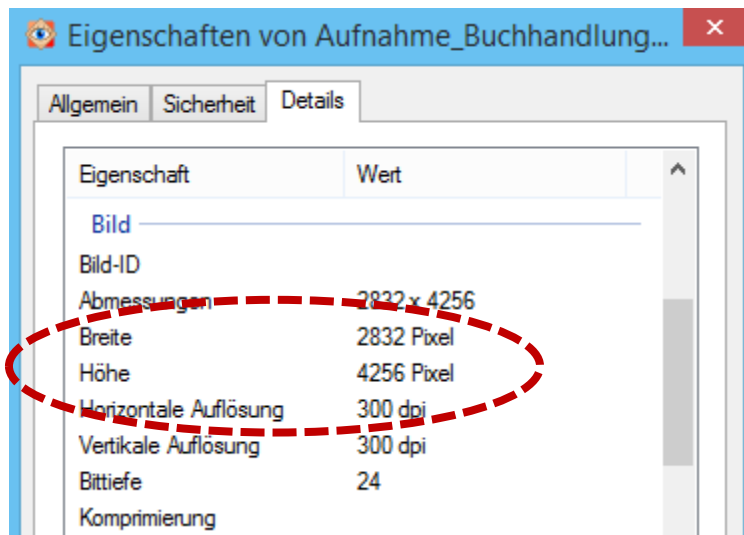 Eigenschaften von Aufnahme_Buchhandlung...
Allgemein Sicherheit Details
Eigenschaft Wert
Bild
Bild-ID
Abmessungen 2832 x 4256
Breite 2832 Pixel
Höhe 4256 Pixel
Horizontale Auflösung 300 dpi
Vertikale Auflösung 300 dpi
Bittiefe 24
Komprimierung